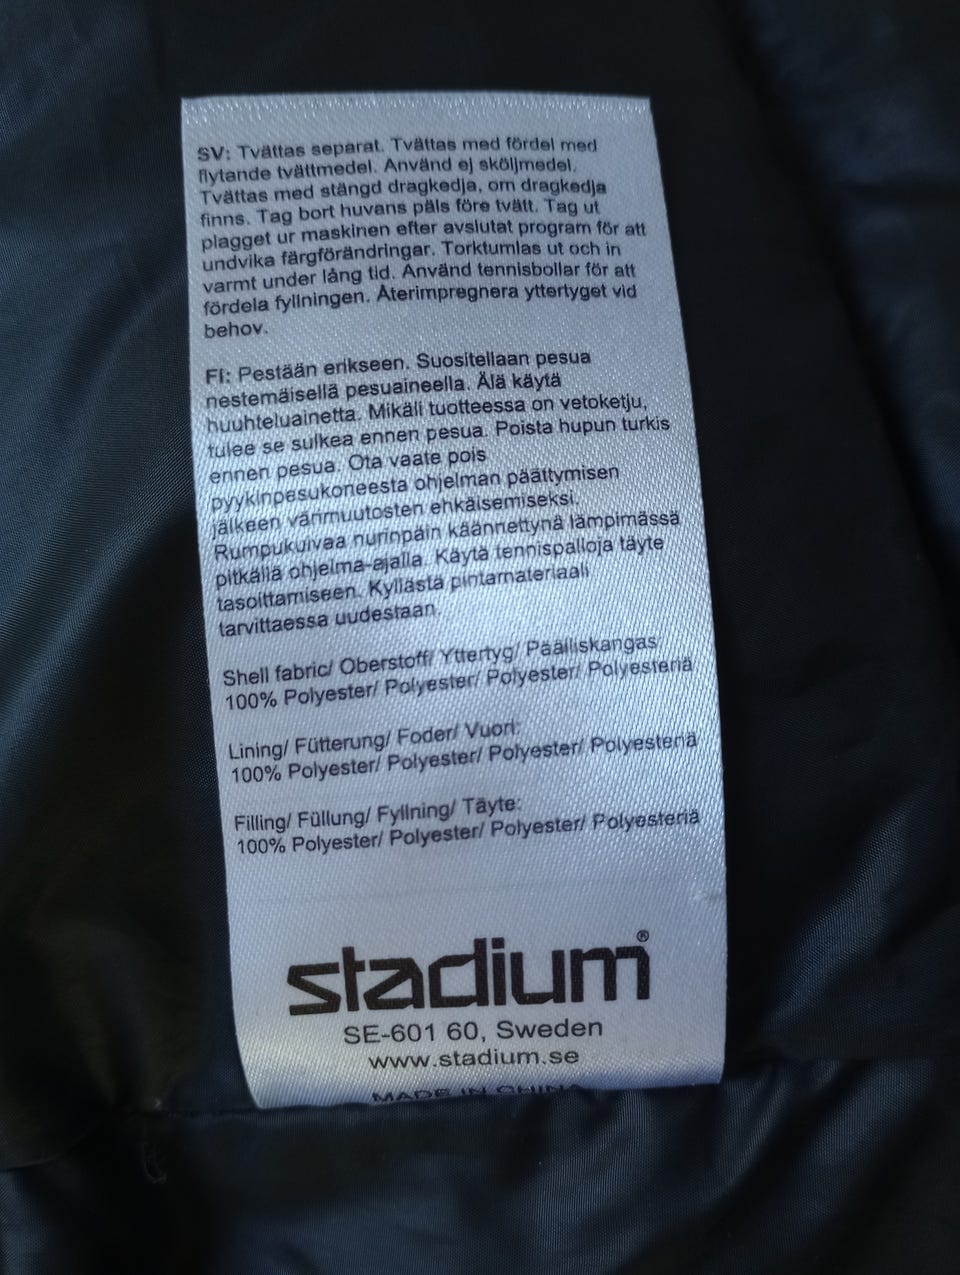 SV: Tvättas separat. Tvättas med fördel med
flytande tvättmedel. Använd ej sköljmedel.
Tvättas med stängd dragkedja, om dragkedja
finns. Tag bort huvans päls före tvätt. Tag ut
plagget ur maskinen efter avslutat program för att
undvika färgförändringar. Torktumlas ut och in
varmt under lång tid. Använd tennisbollar för att
fördela fyllningen. Återimpregnera yttertyget vid
behov.
FI: Pestään erikseen. Suositellaan pesua
nestemäisellä pesuaineella. Älä käytä
huuhteluainetta. Mikäli tuotteessa on vetoketju,
tulee se sulkea ennen pesua. Poista hupun turkis
ennen pesua. Ota vaate pois
pyykinpesukoneesta ohjelman päättymisen
jälkeen värimuutosten ehkäisemiseksi.
Rumpukuivaa nurinpäin käännettynä lämpimässä
pitkällä ohjelma-ajalla. Käytä tennispalloja täyte
tasoittamiseen. Kyllästä pintamateriaali
tarvittaessa uudestaan.
Shell fabric/ Oberstoff/ Yttertyg/ Päälliskangas
100% Polyester/ Polyester/ Polyester/ Polyesteriä
Lining/ Fütterung/ Foder/ Vuori:
100% Polyester/ Polyester/ Polyester/ Polyesteriä
Filling/ Füllung/ Fyllning/ Täyte:
100% Polyester/ Polyester/ Polyester/ Polyesteriä
stadium®
SE-601 60, Sweden
www.stadium.se
MADE IN CHINA